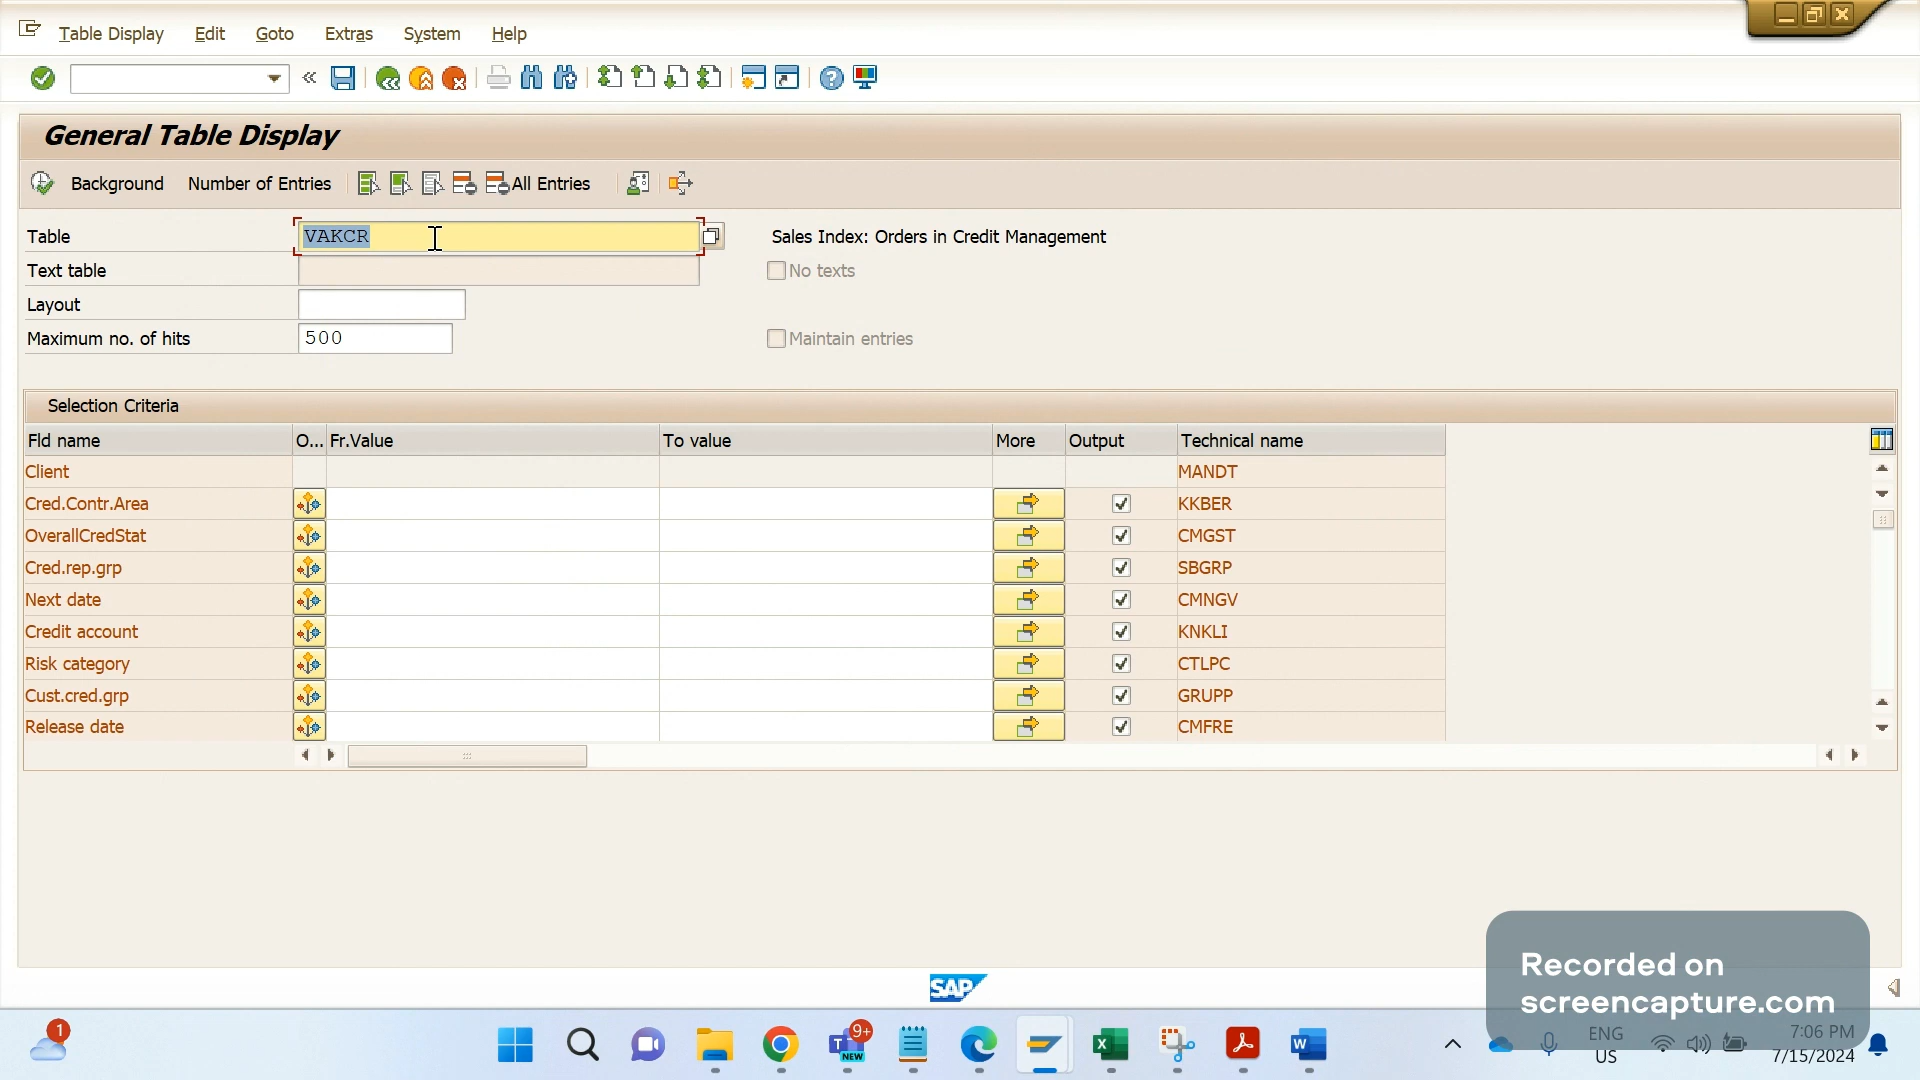 Table Display Edit Goto Extras System Help
General Table Display
Background Number of Entries All Entries
Table VAKCR Sales Index: Orders in Credit Management
Text table No texts
Layout
Maximum no. of hits 500 Maintain entries
Selection Criteria
Fld name O... Fr.Value To value More Output Technical name
Client MANDT
Cred.Contr.Area KKBER
OverallCredStat CMGST
Cred.rep.grp SBGRP
Next date CMNGV
Credit account KNKLI
Risk category CTLPC
Cust.cred.grp GRUPP
Release date CMFRE
SAP
Recorded on
screencapture.com
1
9+
NEW
ENG
US
7:06 PM
7/15/2024